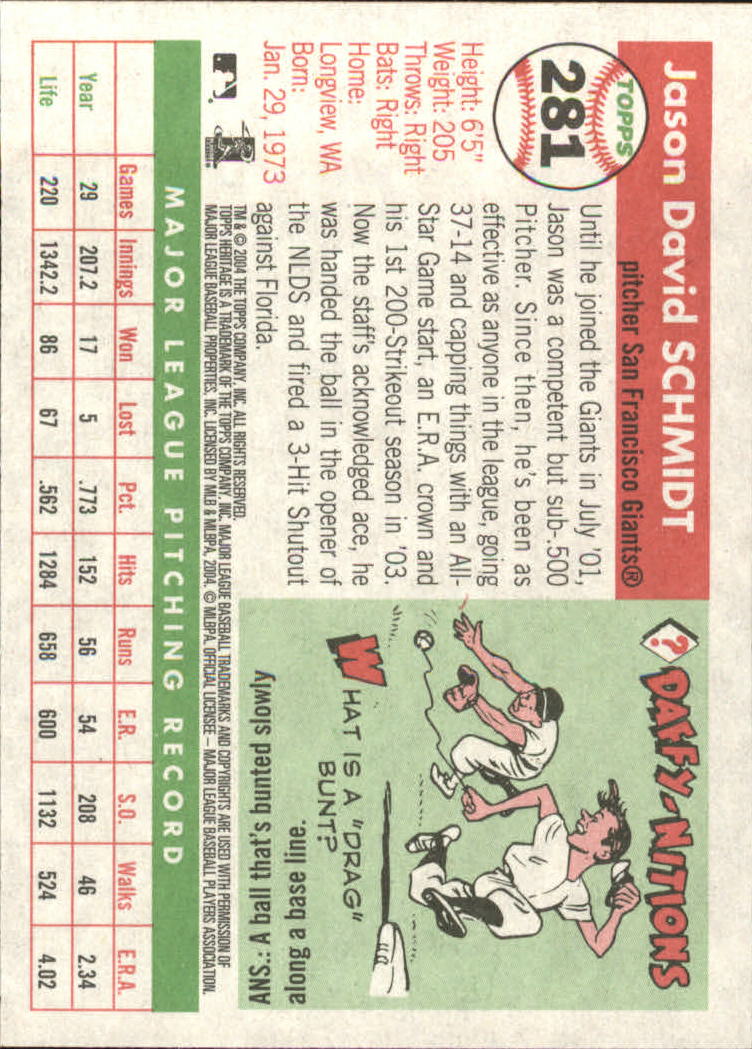 Jason David SCHMIDT
pitcher San Francisco Giants®
TOPPS
281
Height: 6'5"
Weight: 205
Throws: Right
Bats: Right
Home:
Longview, WA
Born:
Jan. 29, 1973
Until he joined the Giants in July '01,
Jason was a competent but sub-.500
Pitcher. Since then, he's been as
effective as anyone in the league, going
37-14 and capping things with an All-
Star Game start, an E.R.A. crown and
his 1st 200-Strikeout season in '03.
Now the staff's acknowledged ace, he
was handed the ball in the opener of
the NLDS and fired a 3-Hit Shutout
against Florida.
? DAFFY-NITIONS
WHAT IS A "DRAG"
BUNT?
ANS.: A ball that's bunted slowly
along a base line.
TM & © 2004 THE TOPPS COMPANY, INC. ALL RIGHTS RESERVED.
TOPPS HERITAGE IS A TRADEMARK OF THE TOPPS COMPANY, INC. MAJOR LEAGUE BASEBALL TRADEMARKS AND COPYRIGHTS ARE USED WITH PERMISSION OF
MAJOR LEAGUE BASEBALL PROPERTIES, INC. LICENSED BY MLB & MLBPA, 2004. © MLBPA, OFFICIAL LICENSEE – MAJOR LEAGUE BASEBALL PLAYERS ASSOCIATION.
MAJOR LEAGUE PITCHING RECORD
Games Innings Won Lost Pct. Hits Runs E.R. S.O. Walks E.R.A.
Year 29 207.2 17 5 .773 152 56 54 208 46 2.34
Life 220 1342.2 86 67 .562 1284 658 600 1132 524 4.02